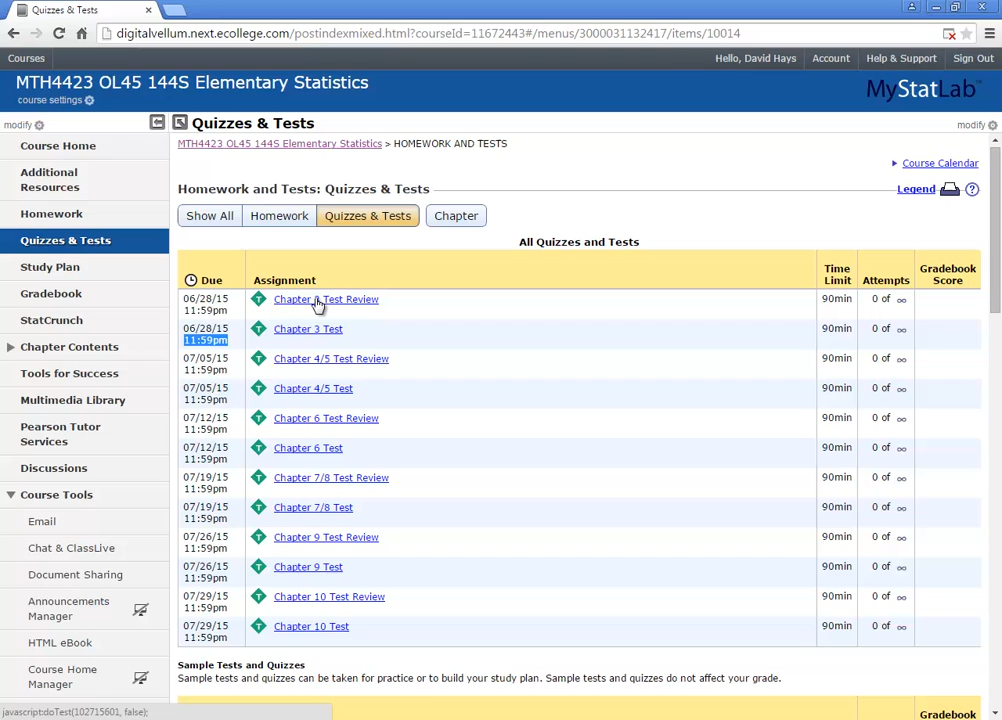 Quizzes & Tests
digitalvellum.next.ecollege.com/postindexmixed.html?courseId=11672443#/menus/3000031132417/items/10014
Courses
Hello, David Hays
Account
Help & Support
Sign Out
MTH4423 OL45 144S Elementary Statistics
course settings
MyStatLab
modify
Quizzes & Tests
modify
Course Home
Additional
Resources
Homework
Quizzes & Tests
Study Plan
Gradebook
StatCrunch
Chapter Contents
Tools for Success
Multimedia Library
Pearson Tutor
Services
Discussions
Course Tools
Email
Chat & ClassLive
Document Sharing
Announcements
Manager
HTML eBook
Course Home
Manager
MTH4423 OL45 144S Elementary Statistics > HOMEWORK AND TESTS
Course Calendar
Homework and Tests: Quizzes & Tests
Legend
Show All
Homework
Quizzes & Tests
Chapter
All Quizzes and Tests
Due
Assignment
Time
Limit
Attempts
Gradebook
Score
06/28/15
11:59pm
Chapter Test Review
90min
0 of ∞
06/28/15
11:59pm
Chapter 3 Test
90min
0 of ∞
07/05/15
11:59pm
Chapter 4/5 Test Review
90min
0 of ∞
07/05/15
11:59pm
Chapter 4/5 Test
90min
0 of ∞
07/12/15
11:59pm
Chapter 6 Test Review
90min
0 of ∞
07/12/15
11:59pm
Chapter 6 Test
90min
0 of ∞
07/19/15
11:59pm
Chapter 7/8 Test Review
90min
0 of ∞
07/19/15
11:59pm
Chapter 7/8 Test
90min
0 of ∞
07/26/15
11:59pm
Chapter 9 Test Review
90min
0 of ∞
07/26/15
11:59pm
Chapter 9 Test
90min
0 of ∞
07/29/15
11:59pm
Chapter 10 Test Review
90min
0 of ∞
07/29/15
11:59pm
Chapter 10 Test
90min
0 of ∞
Sample Tests and Quizzes
Sample tests and quizzes can be taken for practice or to build your study plan. Sample tests and quizzes do not affect your grade.
Gradebook
javascript:doTest(102715601, false);